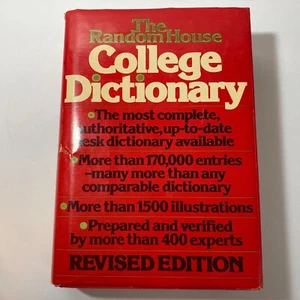 The
Random House
College
Dictionary
•The most complete,
authoritative, up-to-date
desk dictionary available
•More than 170,000 entries
–many more than any
comparable dictionary
•More than 1500 illustrations
•Prepared and verified
by more than 400 experts
REVISED EDITION